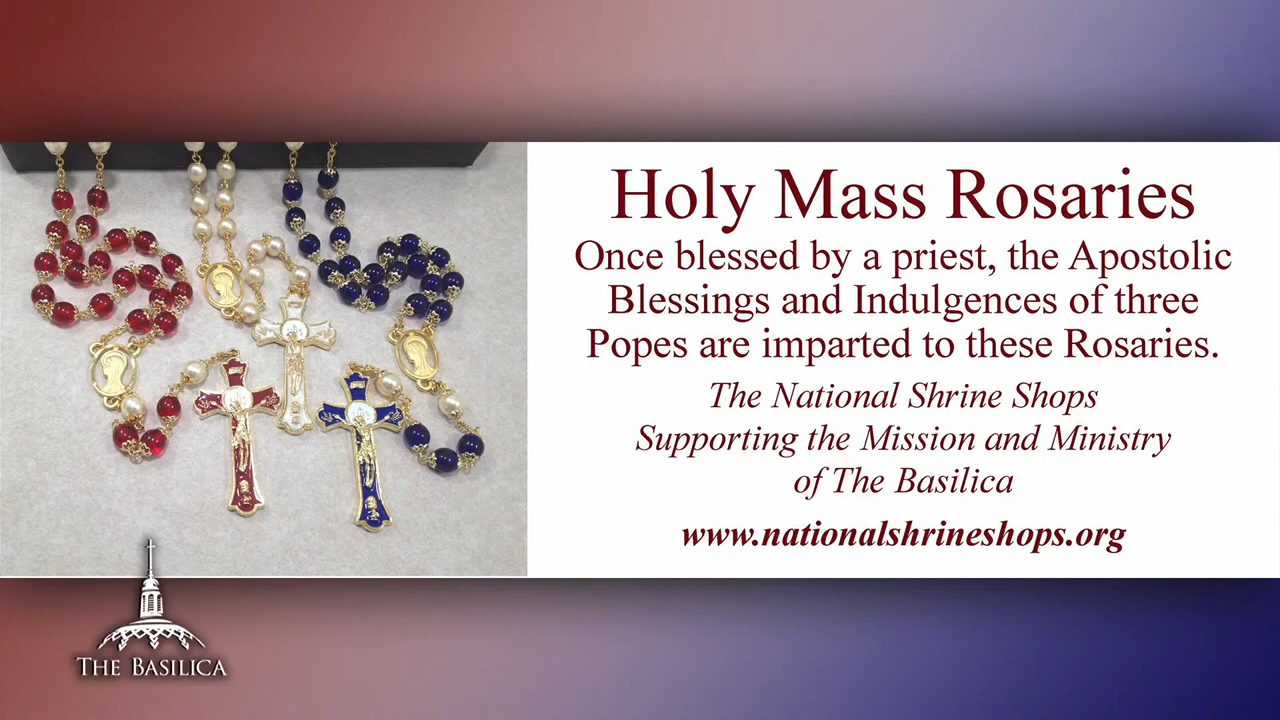 Holy Mass Rosaries
Once blessed by a priest, the Apostolic
Blessings and Indulgences of three
Popes are imparted to these Rosaries.
The National Shrine Shops
Supporting the Mission and Ministry
of The Basilica
www.nationalshrineshops.org
THE BASILICA